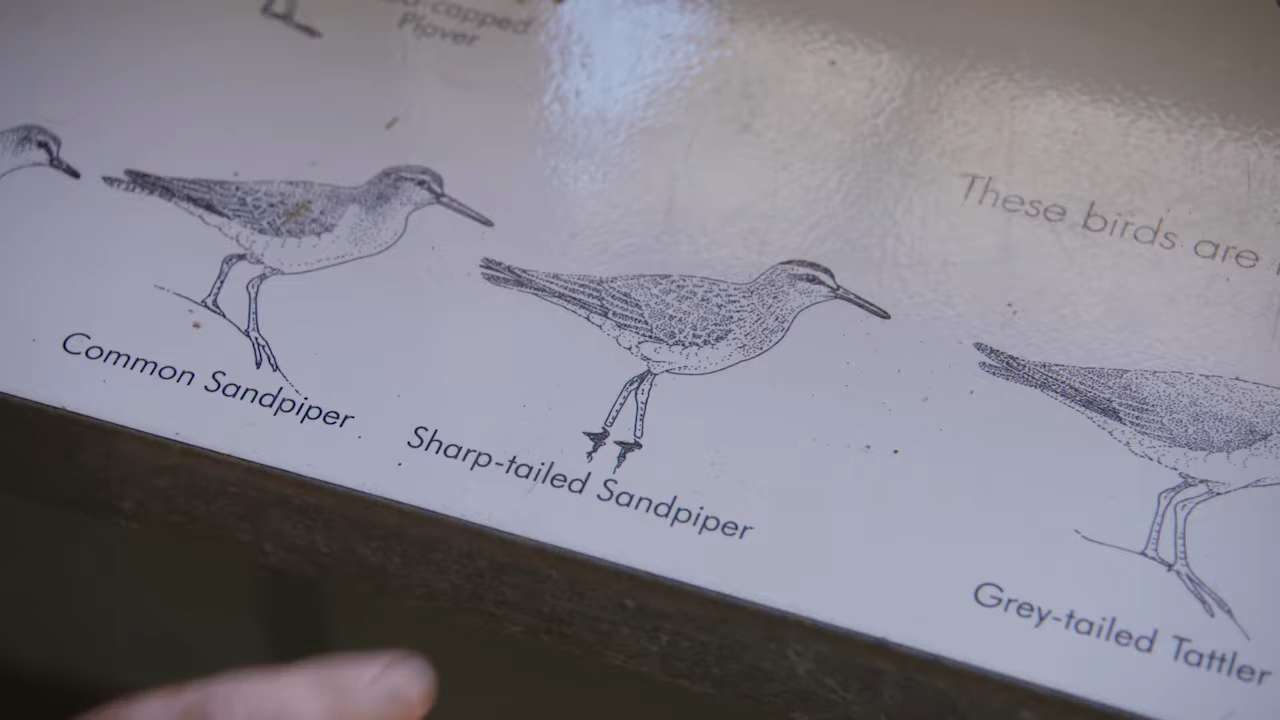 Plover
These birds are
Common Sandpiper
Sharp-tailed Sandpiper
Grey-tailed Tattler